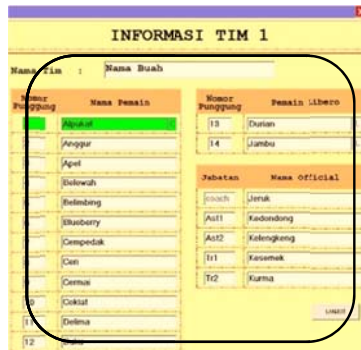 INFORMASI TIM 1
Nama Tim : Nama Buah
Nomor Punggung Nama Pemain
Alpukat C
Anggur
Apel
Belewah
Belimbing
Blueberry
Cempedak
Ceri
Cermai
10 Coklat
11 Delima
12
Nomor Punggung Pemain Libero
13 Durian
14 Jambu
Jabatan Nama Official
coach Jeruk
Ast1 Kedondong
Ast2 Kelengkeng
Tr1 Kesemek
Tr2 Kurma